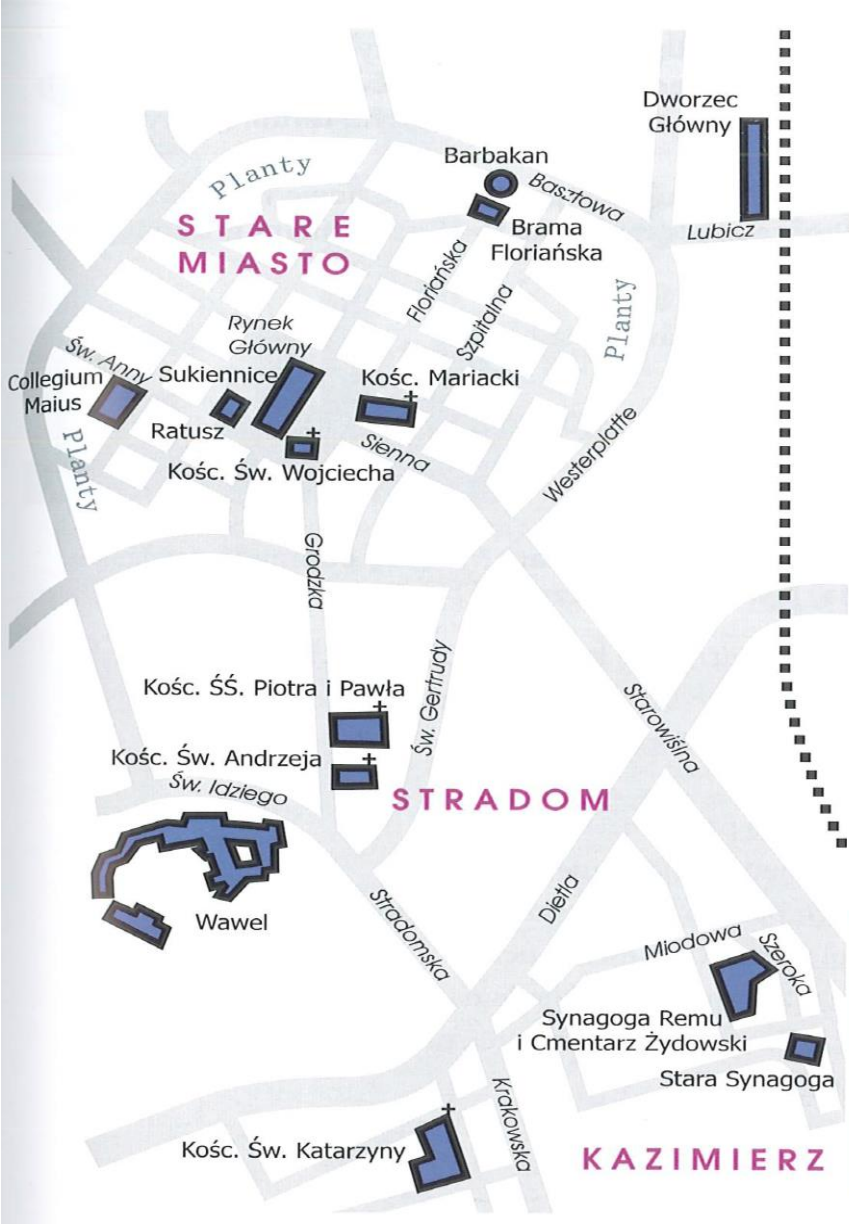 Dworzec
Główny
Barbakan
Planty
Basztowa
STARE
MIASTO
Brama
Floriańska
Lubicz
Floriańska
Szpitalna
Planty
Rynek
Główny
Św. Anny
Collegium
Maius
Sukiennice
Kośc. Mariacki
Ratusz
Sienna
Westerplatte
Planty
Kośc. Św. Wojciecha
Grodzka
Kośc. ŚŚ. Piotra i Pawła
Św. Gertrudy
Starowiślna
Kośc. Św. Andrzeja
Św. Idziego
STRADOM
Wawel
Stradomska
Dietla
Miodowa
Szeroka
Synagoga Remu
i Cmentarz Żydowski
Stara Synagoga
Krakowska
Kośc. Św. Katarzyny
KAZIMIERZ